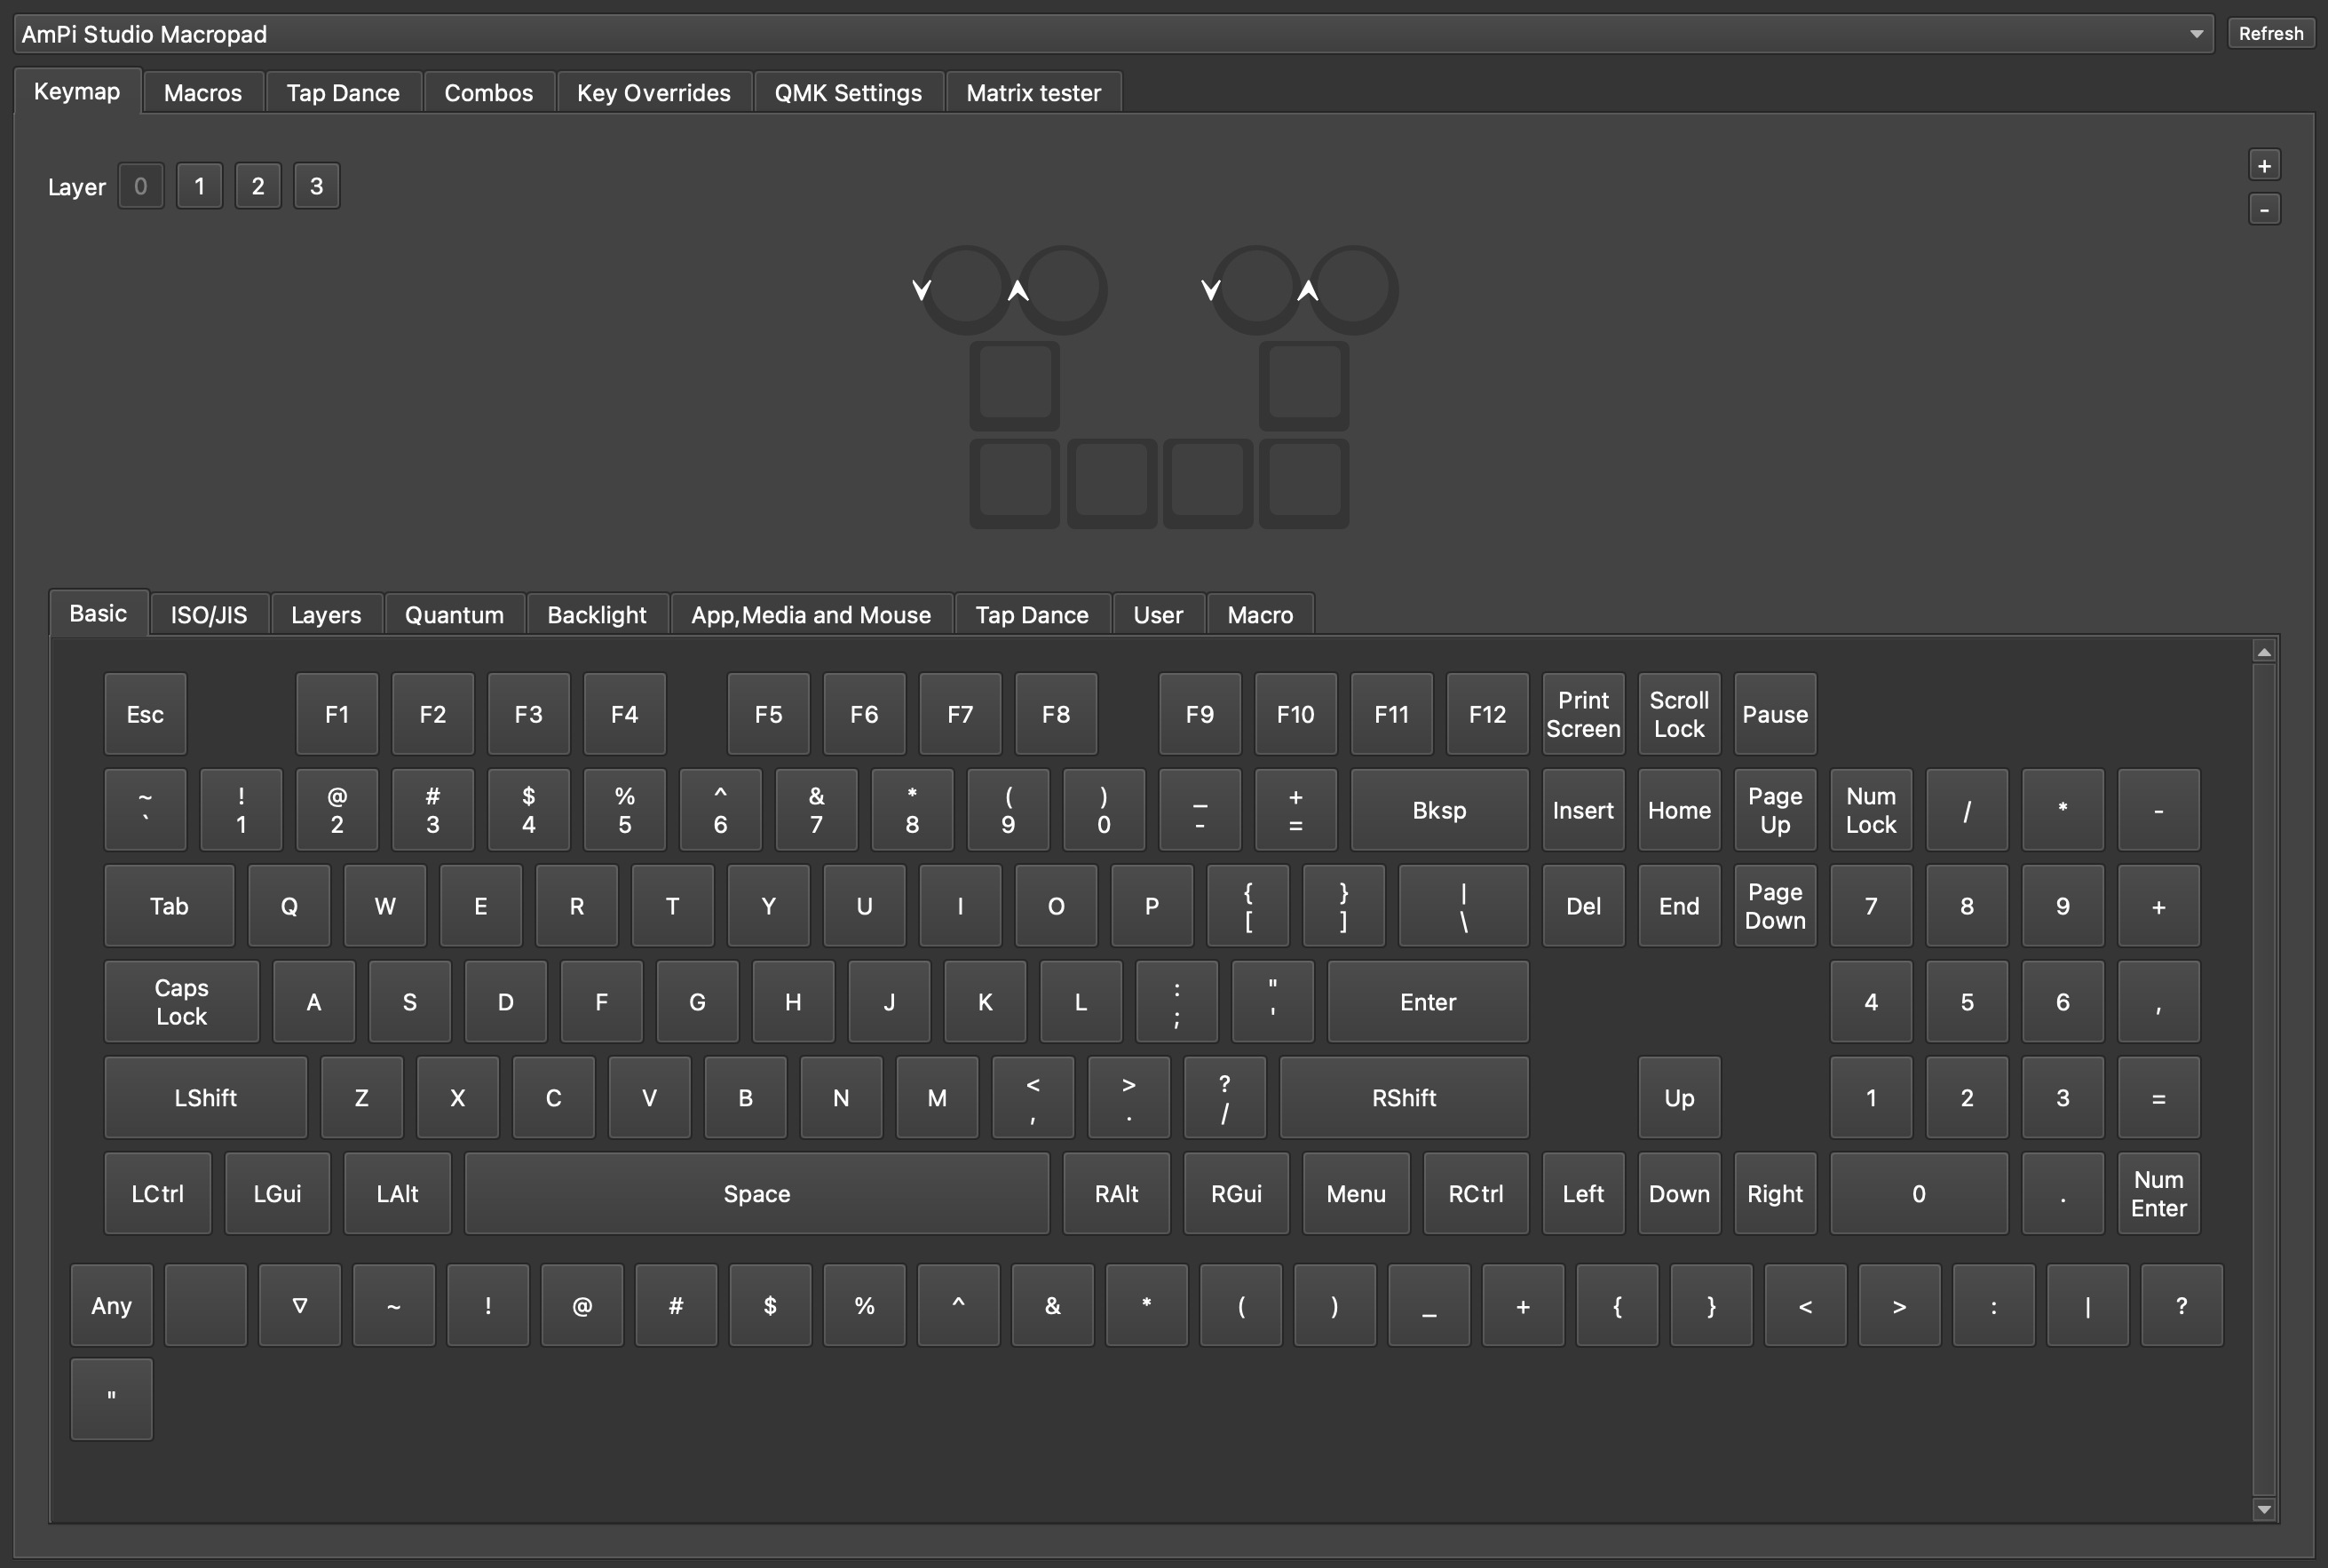 AmPi Studio Macropad
Refresh
Keymap Macros Tap Dance Combos Key Overrides QMK Settings Matrix tester
Layer 0 1 2 3
+
-
Basic ISO/JIS Layers Quantum Backlight App,Media and Mouse Tap Dance User Macro
Esc F1 F2 F3 F4 F5 F6 F7 F8 F9 F10 F11 F12 Print Screen Scroll Lock Pause
~ ` ! 1 @ 2 # 3 $ 4 % 5 ^ 6 & 7 * 8 ( 9 ) 0 _ - + = Bksp Insert Home Page Up Num Lock / * -
Tab Q W E R T Y U I O P { [ } ] | \ Del End Page Down 7 8 9 +
Caps Lock A S D F G H J K L : ; " ' Enter 4 5 6 ,
LShift Z X C V B N M < , > . ? / RShift Up 1 2 3 =
LCtrl LGui LAlt Space RAlt RGui Menu RCtrl Left Down Right 0 . Num Enter
Any ▽ ~ ! @ # $ % ^ & * ( ) _ + { } < > : | ?
"